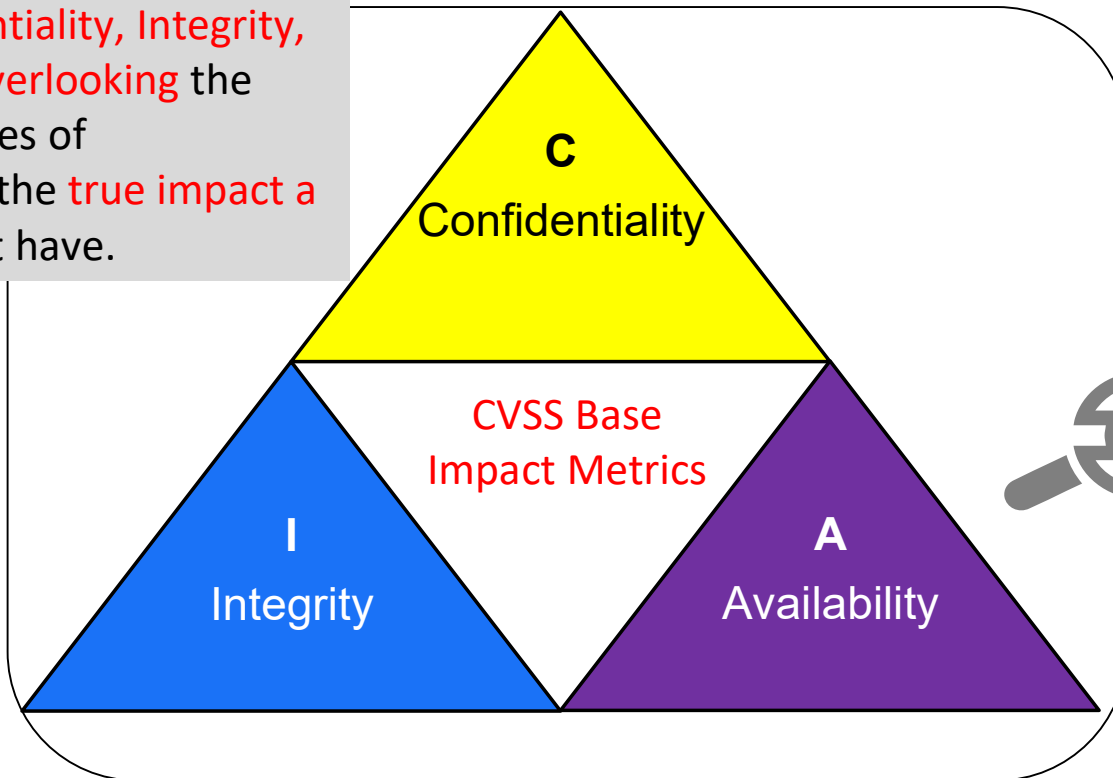 ntiality, Integrity,
verlooking the
es of
the true impact a
t have.
C
Confidentiality
CVSS Base
Impact Metrics
I
Integrity
A
Availability